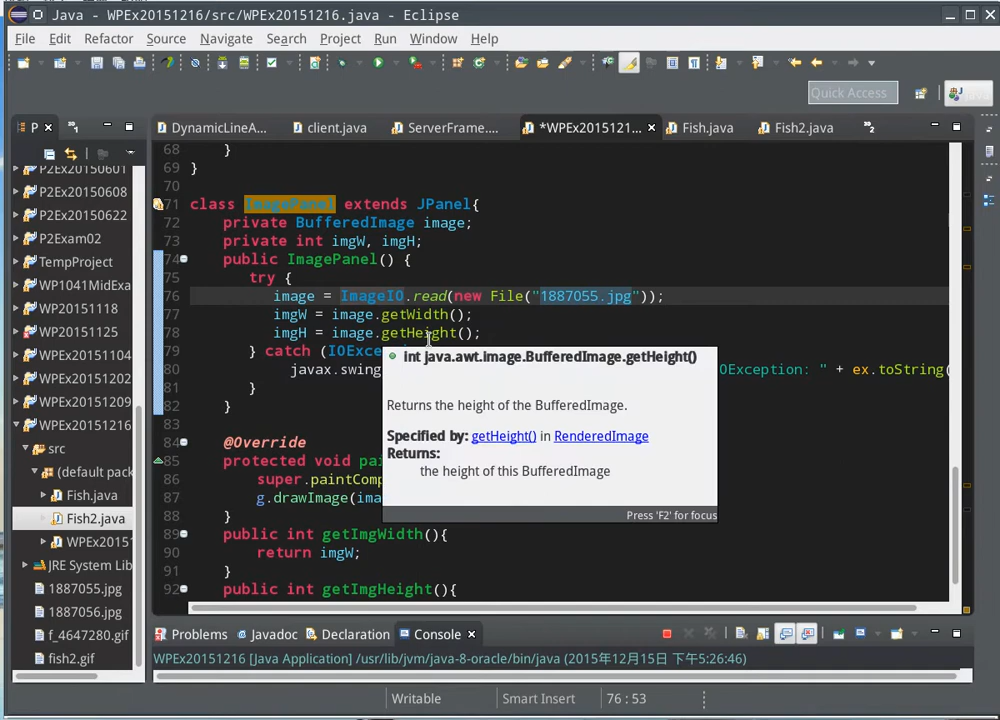 Java - WPEx20151216/src/WPEx20151216.java - Eclipse
File Edit Refactor Source Navigate Search Project Run Window Help
Quick Access
P
DynamicLineA...
client.java
ServerFrame....
*WPEx2015121...
Fish.java
Fish2.java
P2Ex20150601
P2Ex20150608
P2Ex20150622
P2Exam02
TempProject
WP1041MidExa
WP20151118
WP20151125
WPEx20151104
WPEx20151202
WPEx20151209
WPEx20151216
src
(default pack
Fish.java
Fish2.java
WPEx2015
JRE System Lib
1887055.jpg
1887056.jpg
f_4647280.gif
fish2.gif
68 }
69 }
70
71 class ImagePanel extends JPanel{
72 private BufferedImage image;
73 private int imgW, imgH;
74 public ImagePanel() {
75 try {
76 image = ImageIO.read(new File("1887055.jpg"));
77 imgW = image.getWidth();
78 imgH = image.getHeight();
79 } catch (IOExce
80 javax.swing OException: " + ex.toString(
81 }
82 }
83
84 @Override
85 protected void pai
86 super.paintComp
87 g.drawImage(ima
88 }
89 public int getImgWidth(){
90 return imgW;
91 }
92 public int getImgHeight(){
int java.awt.image.BufferedImage.getHeight()
Returns the height of the BufferedImage.
Specified by: getHeight() in RenderedImage
Returns:
the height of this BufferedImage
Press 'F2' for focus
Problems Javadoc Declaration Console
WPEx20151216 [Java Application] /usr/lib/jvm/java-8-oracle/bin/java (2015年12月15日 下午5:26:46)
Writable Smart Insert 76 : 53